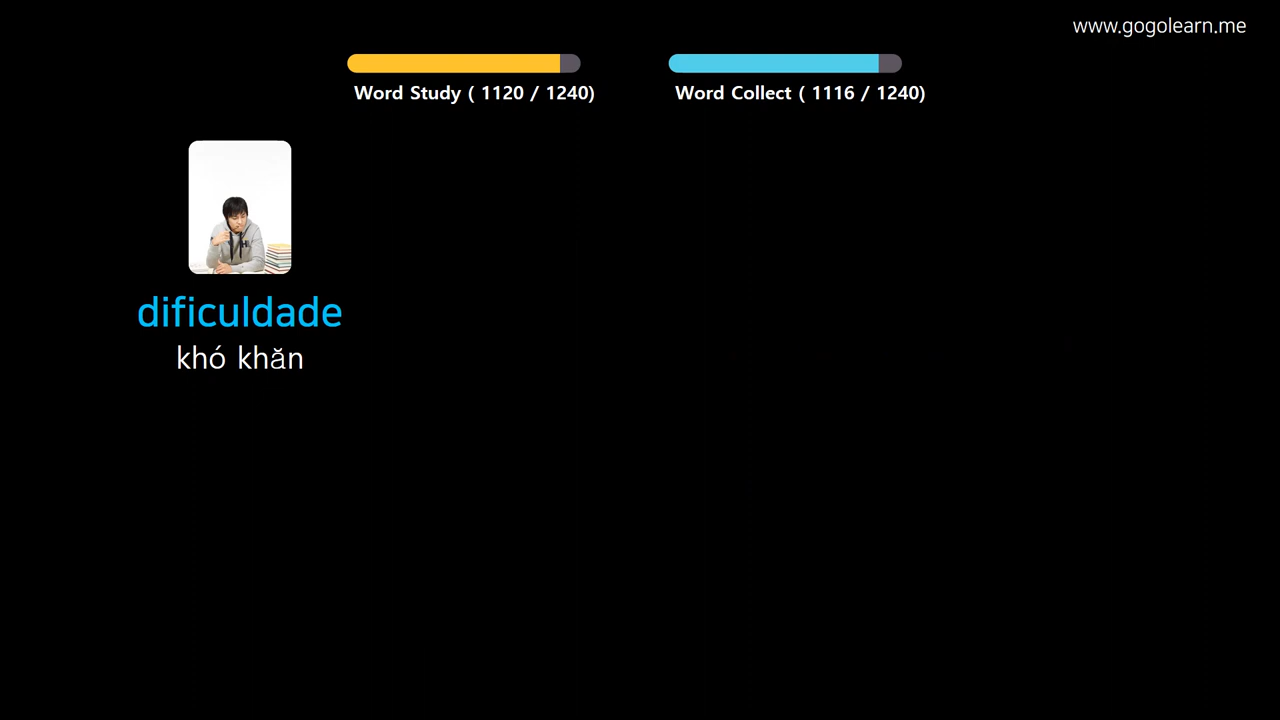 www.gogolearn.me
Word Study ( 1120 / 1240)
Word Collect ( 1116 / 1240)
dificuldade
khó khăn